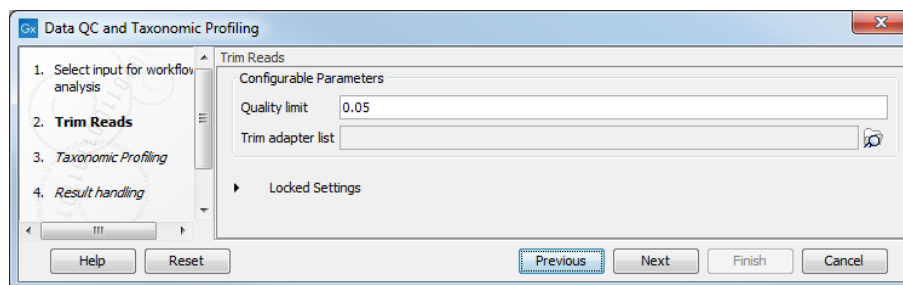 Gx Data QC and Taxonomic Profiling
1. Select input for workflow
analysis
2. Trim Reads
3. Taxonomic Profiling
4. Result handling
Trim Reads
Configurable Parameters
Quality limit 0.05
Trim adapter list
Locked Settings
Help Reset Previous Next Finish Cancel